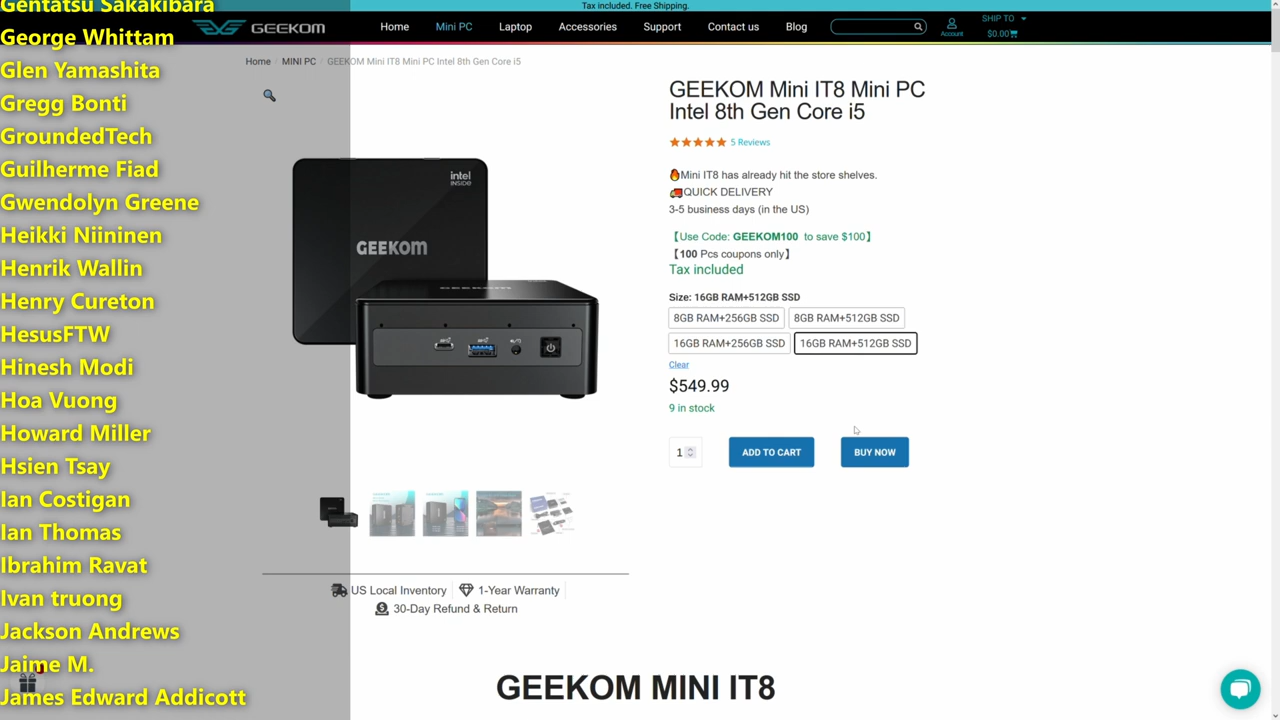 Gentatsu Sakakibara
George Whittam
Glen Yamashita
Gregg Bonti
GroundedTech
Guilherme Fiad
Gwendolyn Greene
Heikki Niininen
Henrik Wallin
Henry Cureton
HesusFTW
Hinesh Modi
Hoa Vuong
Howard Miller
Hsien Tsay
Ian Costigan
Ian Thomas
Ibrahim Ravat
Ivan truong
Jackson Andrews
Jaime M.
James Edward Addicott
Tax included. Free Shipping.
GEEKOM
Home Mini PC Laptop Accessories Support Contact us Blog
Account
SHIP TO
$0.00
Home / MINI PC / GEEKOM Mini IT8 Mini PC Intel 8th Gen Core i5
intel
INSIDE
GEEKOM
GEEKOM
GEEKOM Mini IT8 Mini PC
Intel 8th Gen Core i5
5 Reviews
🔥Mini IT8 has already hit the store shelves.
🚚QUICK DELIVERY
3-5 business days (in the US)
【Use Code: GEEKOM100 to save $100】
【100 Pcs coupons only】
Tax included
Size: 16GB RAM+512GB SSD
8GB RAM+256GB SSD 8GB RAM+512GB SSD
16GB RAM+256GB SSD 16GB RAM+512GB SSD
Clear
$549.99
9 in stock
1 ADD TO CART BUY NOW
US Local Inventory 1-Year Warranty
30-Day Refund & Return
GEEKOM MINI IT8